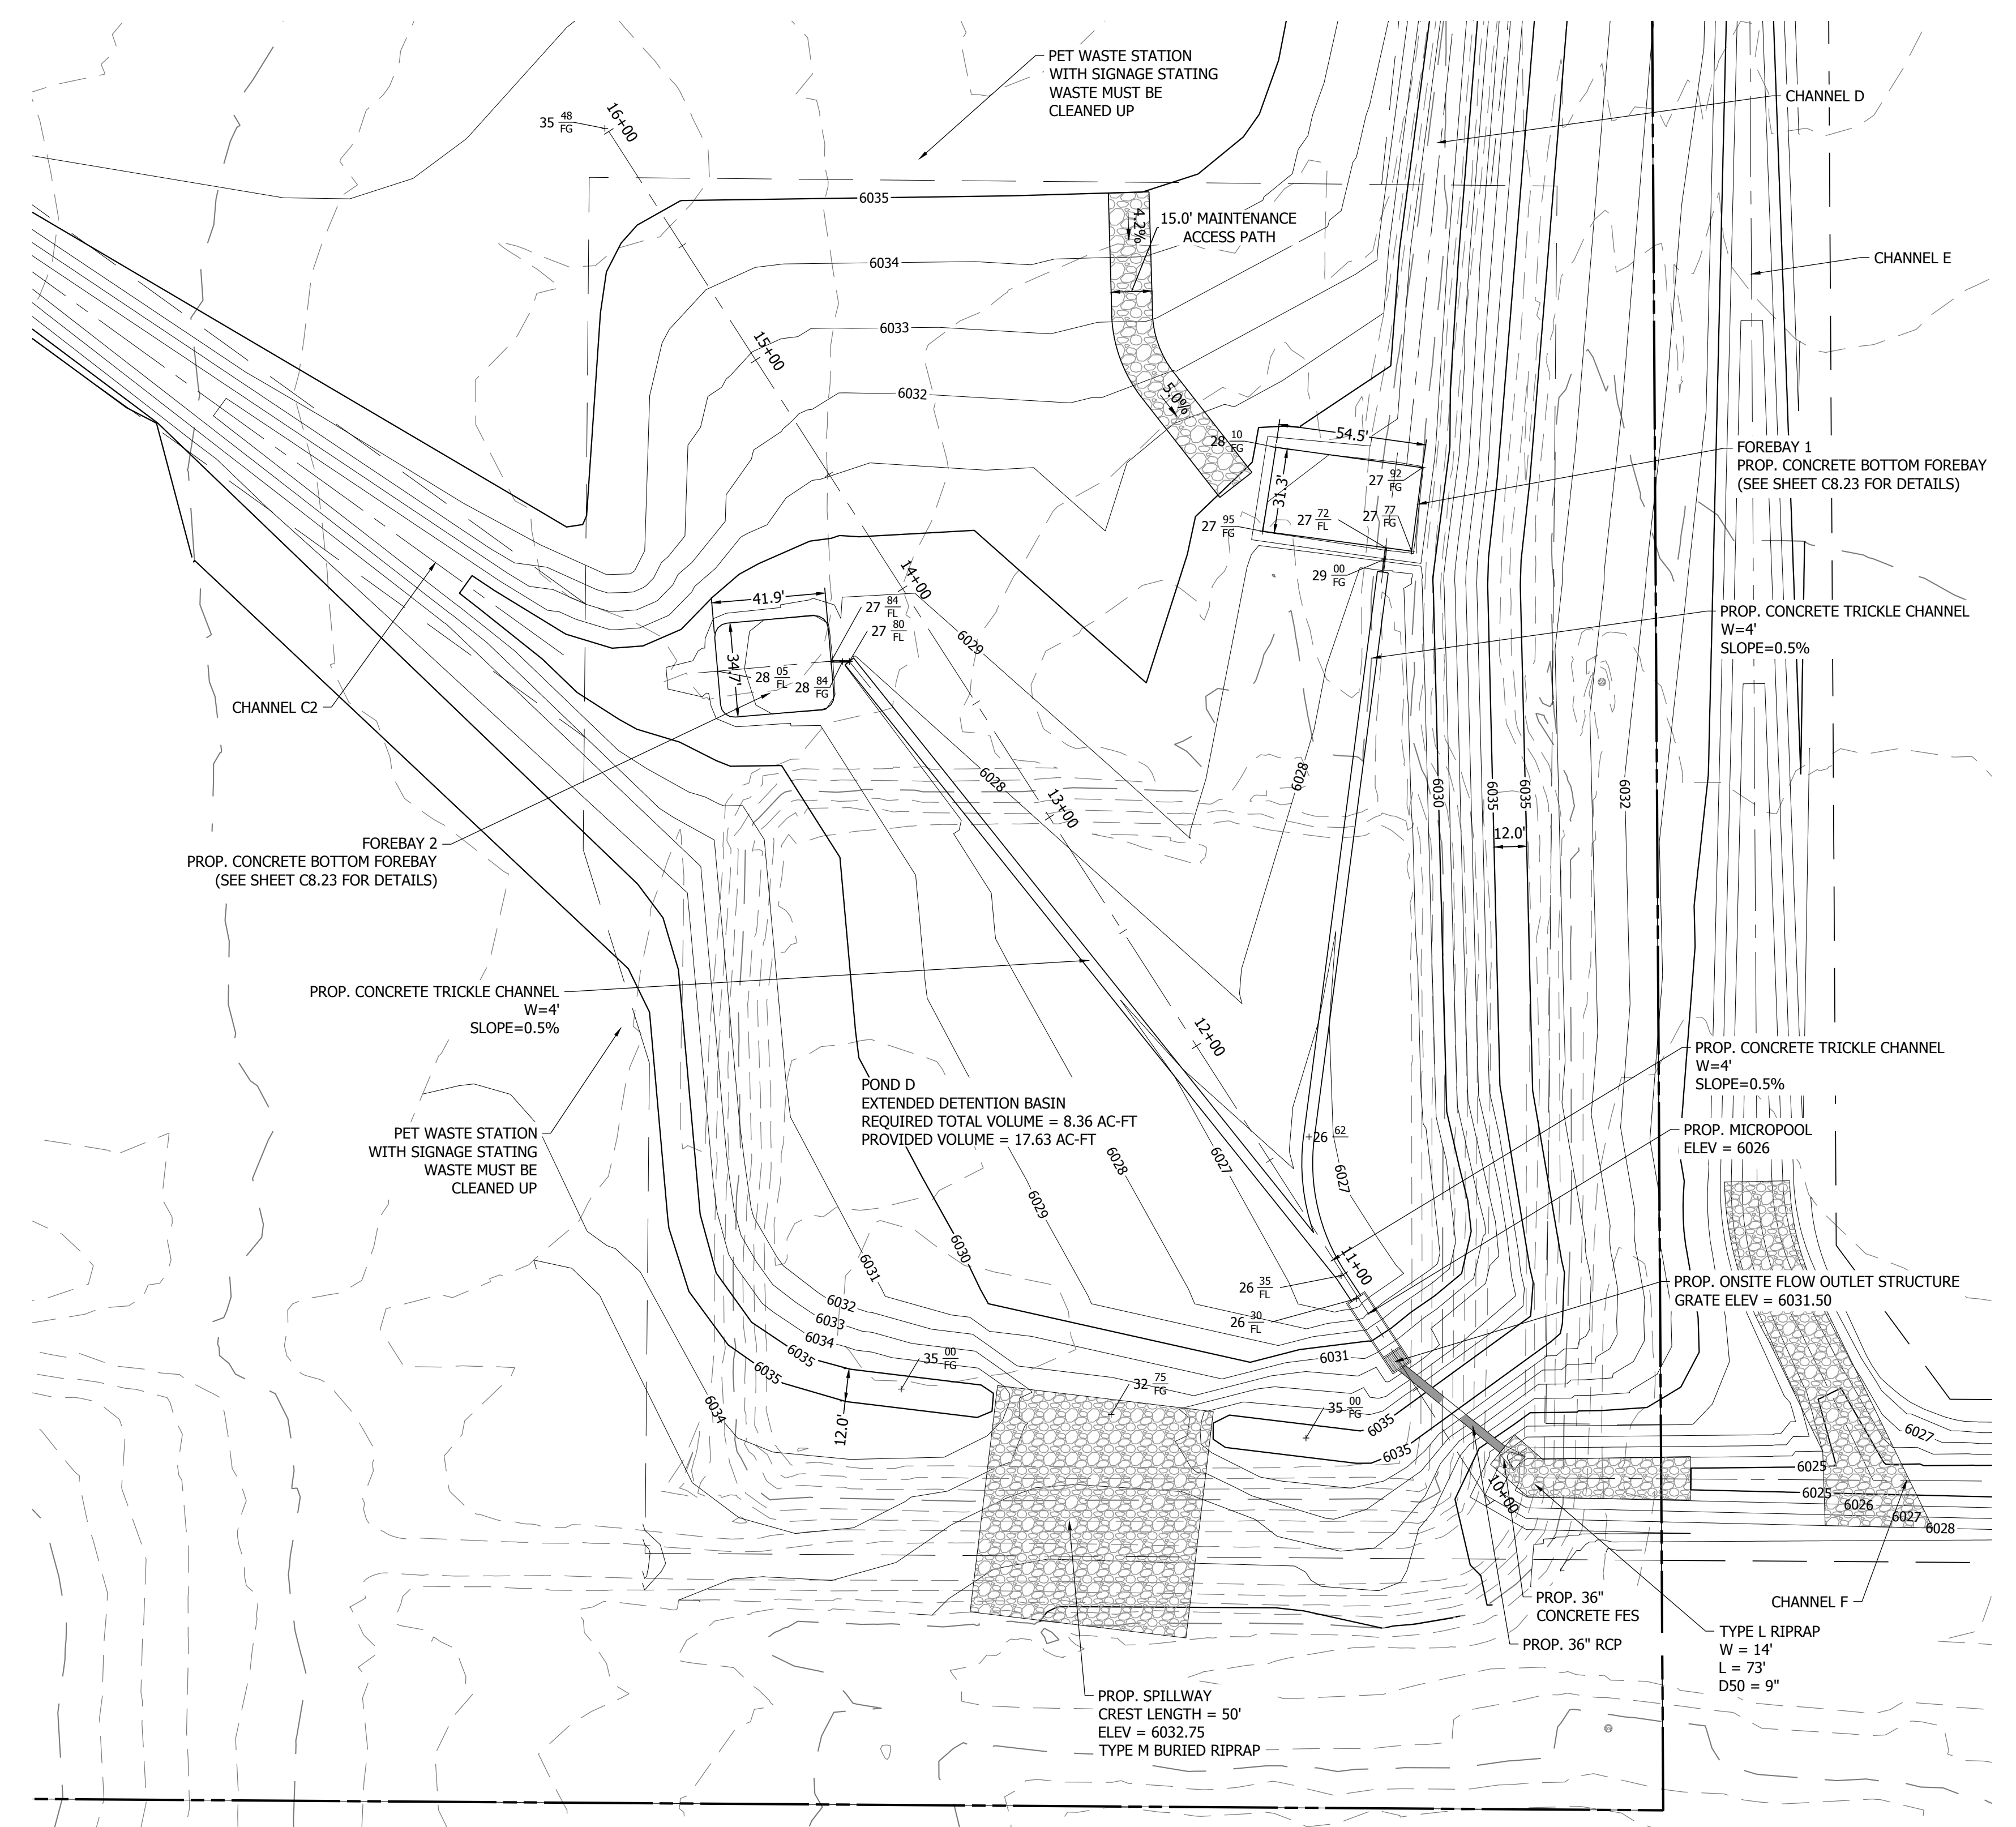 PET WASTE STATION
WITH SIGNAGE STATING
WASTE MUST BE
CLEANED UP
CHANNEL D
16+00
35 48
FG
6035
4.2%
15.0' MAINTENANCE
ACCESS PATH
6034
CHANNEL E
6033
15+00
6032
5.0%
54.5'
28 10
FG
FOREBAY 1
PROP. CONCRETE BOTTOM FOREBAY
(SEE SHEET C8.23 FOR DETAILS)
27 92
FG
31.3'
27 72
FL
27 77
FG
27 95
FG
29 00
FG
14+00
41.9'
27 84
FL
27 80
FL
6029
PROP. CONCRETE TRICKLE CHANNEL
W=4'
SLOPE=0.5%
34.7'
28 05
FL
28 84
FG
CHANNEL C2
6028
6028
13+00
6030
6035
6035
6032
12.0'
FOREBAY 2
PROP. CONCRETE BOTTOM FOREBAY
(SEE SHEET C8.23 FOR DETAILS)
PROP. CONCRETE TRICKLE CHANNEL
W=4'
SLOPE=0.5%
12+00
PROP. CONCRETE TRICKLE CHANNEL
W=4'
SLOPE=0.5%
POND D
EXTENDED DETENTION BASIN
REQUIRED TOTAL VOLUME = 8.36 AC-FT
PROVIDED VOLUME = 17.63 AC-FT
PET WASTE STATION
WITH SIGNAGE STATING
WASTE MUST BE
CLEANED UP
26 62
PROP. MICROPOOL
ELEV = 6026
6028
6027
6027
6029
6030
6031
11+00
26 35
FL
26 30
FL
PROP. ONSITE FLOW OUTLET STRUCTURE
GRATE ELEV = 6031.50
6032
6033
6034
6035
6035
6034
6031
35 00
FG
32 75
FG
35 00
FG
12.0'
6035
6035
6027
6025
6025
6026
6027
6028
10+00
PROP. 36"
CONCRETE FES
CHANNEL F
PROP. 36" RCP
TYPE L RIPRAP
W = 14'
L = 73'
D50 = 9"
PROP. SPILLWAY
CREST LENGTH = 50'
ELEV = 6032.75
TYPE M BURIED RIPRAP